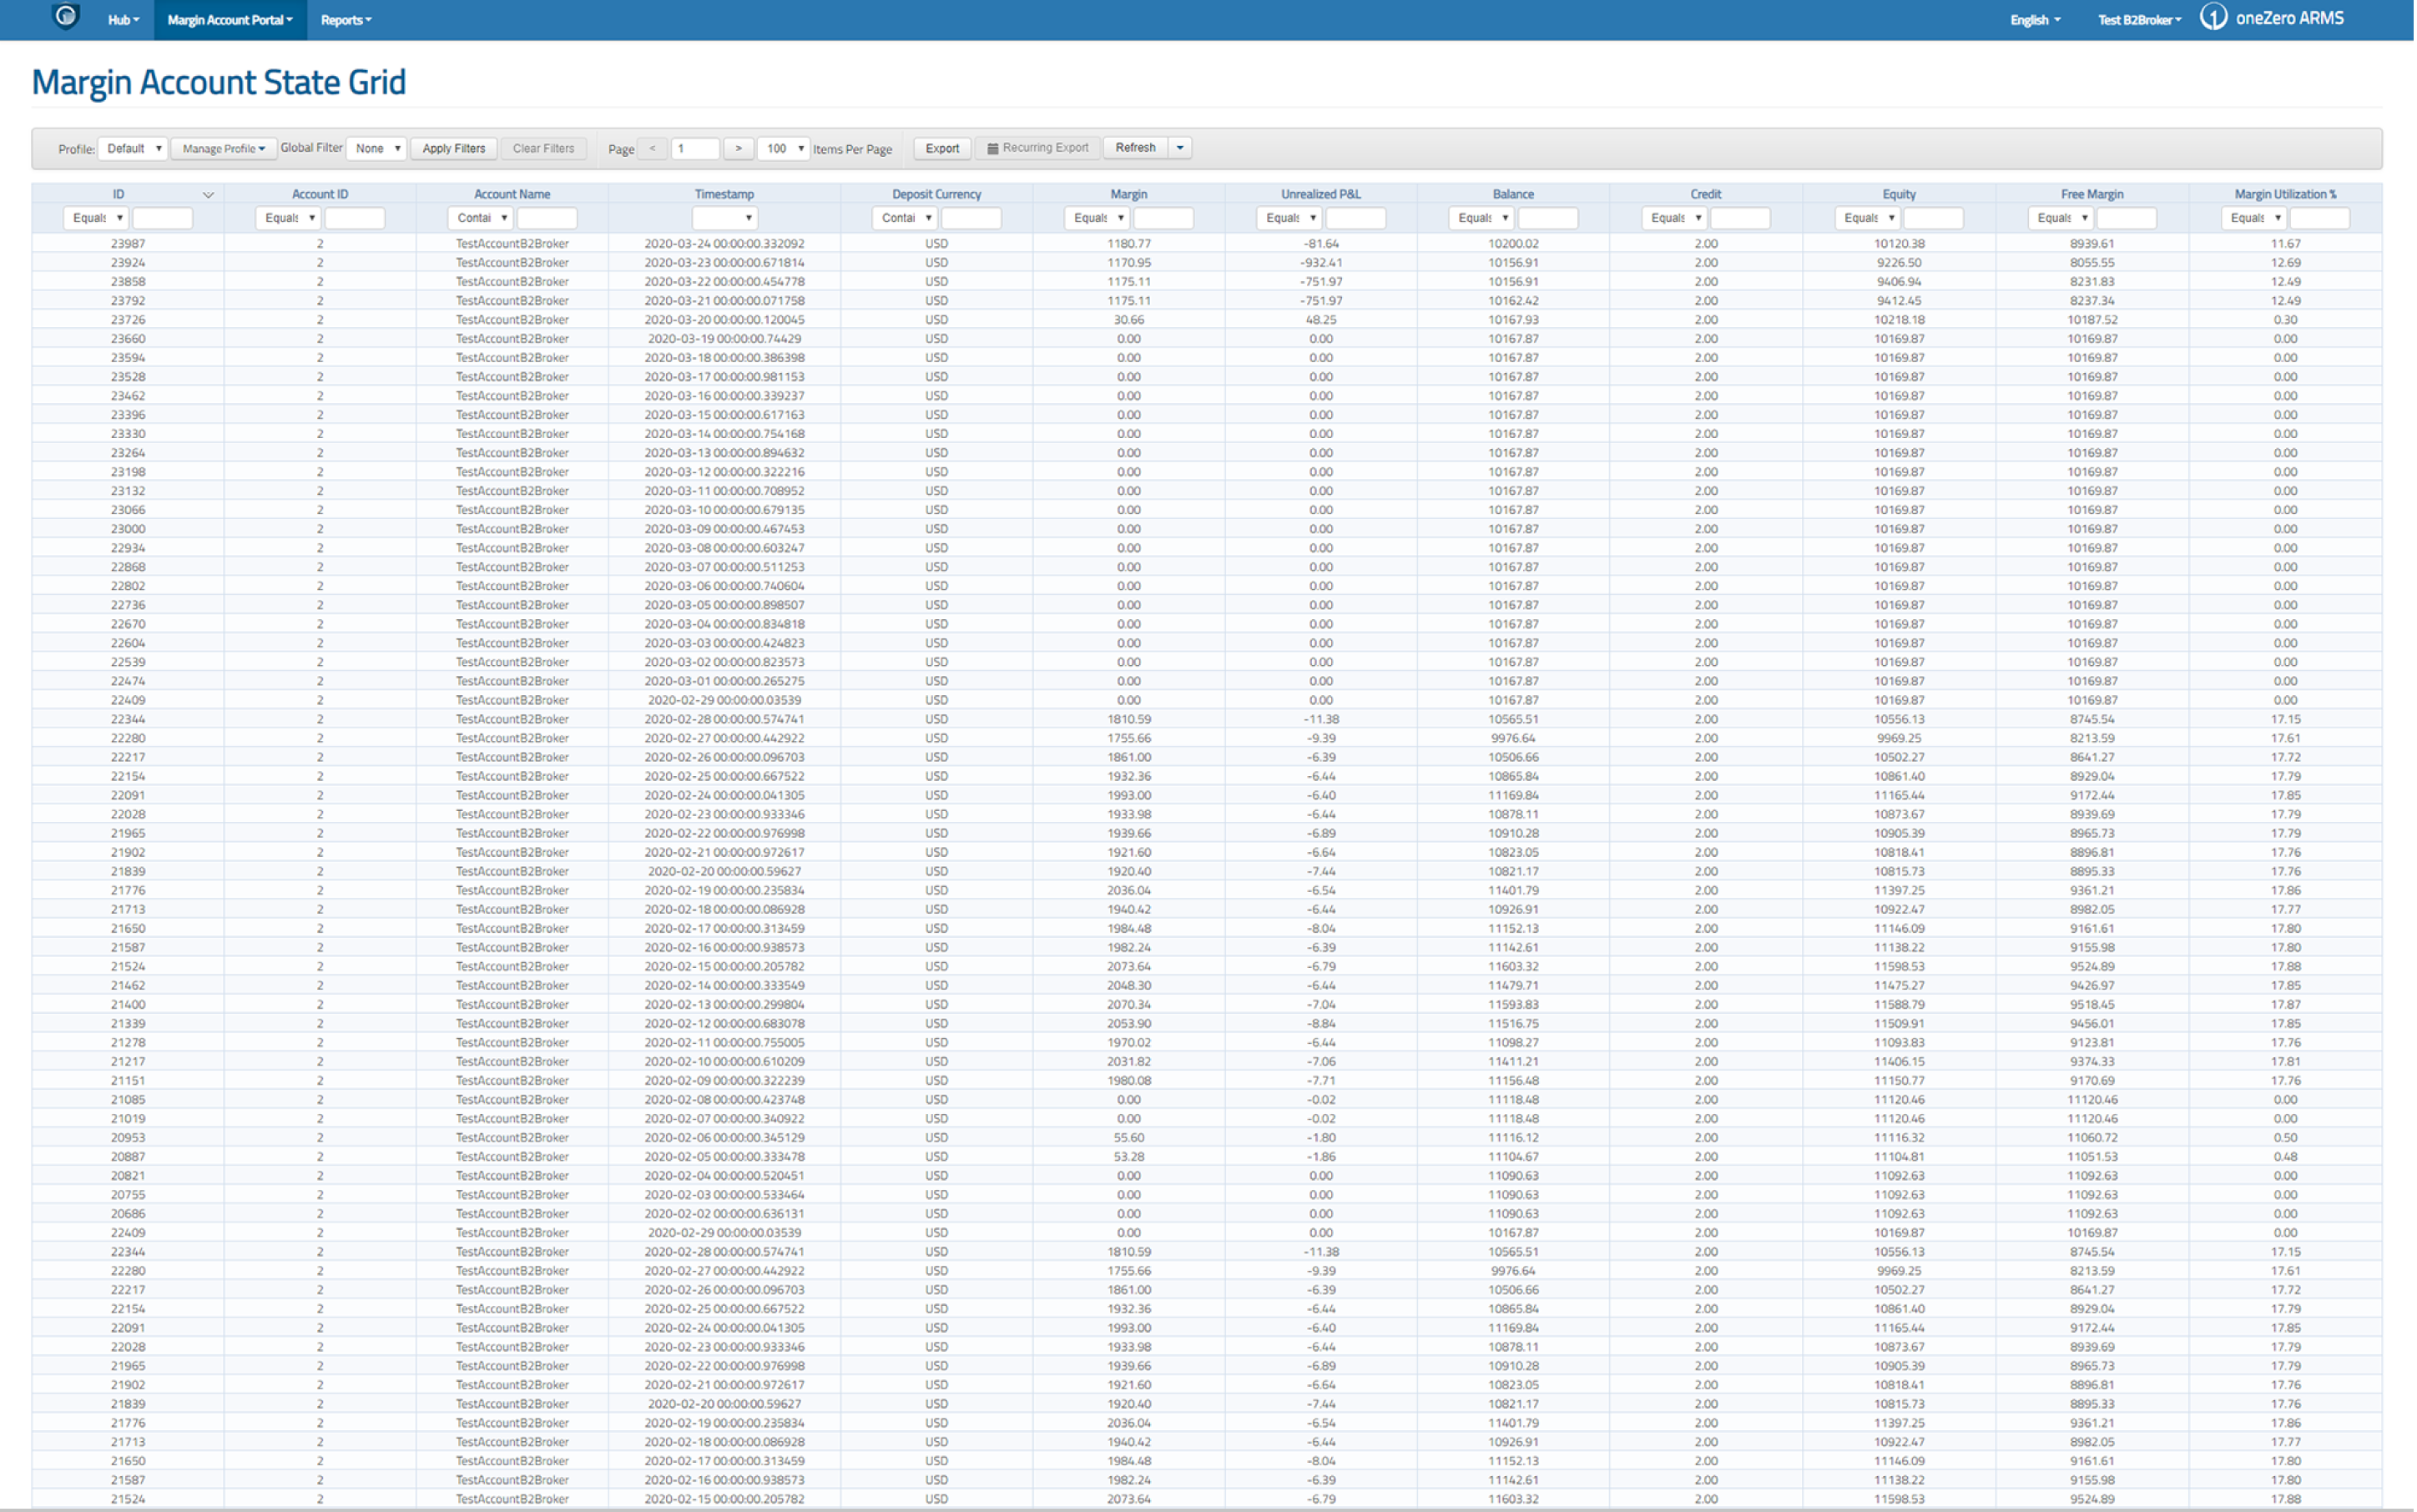 Hub Margin Account Portal Reports English Test B2Broker oneZero ARMS
Margin Account State Grid
Profile: Default Manage Profile Global Filter None Apply Filters Clear Filters Page < 1 > 100 Items Per Page Export Recurring Export Refresh
ID Account ID Account Name Timestamp Deposit Currency Margin Unrealized P&L Balance Credit Equity Free Margin Margin Utilization %
Equals Equals Contai Contai Equals Equals Equals Equals Equals Equals Equals
23987 2 TestAccountB2Broker 2020-03-24 00:00:00.332092 USD 1180.77 -81.64 10200.02 2.00 10120.38 8939.61 11.67
23924 2 TestAccountB2Broker 2020-03-23 00:00:00.671814 USD 1170.95 -932.41 10156.91 2.00 9226.50 8055.55 12.69
23858 2 TestAccountB2Broker 2020-03-22 00:00:00.454778 USD 1175.11 -751.97 10156.91 2.00 9406.94 8231.83 12.49
23792 2 TestAccountB2Broker 2020-03-21 00:00:00.071758 USD 1175.11 -751.97 10162.42 2.00 9412.45 8237.34 12.49
23726 2 TestAccountB2Broker 2020-03-20 00:00:00.120045 USD 30.66 48.25 10167.93 2.00 10218.18 10187.52 0.30
23660 2 TestAccountB2Broker 2020-03-19 00:00:00.74429 USD 0.00 0.00 10167.87 2.00 10169.87 10169.87 0.00
23594 2 TestAccountB2Broker 2020-03-18 00:00:00.386398 USD 0.00 0.00 10167.87 2.00 10169.87 10169.87 0.00
23528 2 TestAccountB2Broker 2020-03-17 00:00:00.981153 USD 0.00 0.00 10167.87 2.00 10169.87 10169.87 0.00
23462 2 TestAccountB2Broker 2020-03-16 00:00:00.339237 USD 0.00 0.00 10167.87 2.00 10169.87 10169.87 0.00
23396 2 TestAccountB2Broker 2020-03-15 00:00:00.617163 USD 0.00 0.00 10167.87 2.00 10169.87 10169.87 0.00
23330 2 TestAccountB2Broker 2020-03-14 00:00:00.754168 USD 0.00 0.00 10167.87 2.00 10169.87 10169.87 0.00
23264 2 TestAccountB2Broker 2020-03-13 00:00:00.894632 USD 0.00 0.00 10167.87 2.00 10169.87 10169.87 0.00
23198 2 TestAccountB2Broker 2020-03-12 00:00:00.322216 USD 0.00 0.00 10167.87 2.00 10169.87 10169.87 0.00
23132 2 TestAccountB2Broker 2020-03-11 00:00:00.708952 USD 0.00 0.00 10167.87 2.00 10169.87 10169.87 0.00
23066 2 TestAccountB2Broker 2020-03-10 00:00:00.679135 USD 0.00 0.00 10167.87 2.00 10169.87 10169.87 0.00
23000 2 TestAccountB2Broker 2020-03-09 00:00:00.467453 USD 0.00 0.00 10167.87 2.00 10169.87 10169.87 0.00
22934 2 TestAccountB2Broker 2020-03-08 00:00:00.603247 USD 0.00 0.00 10167.87 2.00 10169.87 10169.87 0.00
22868 2 TestAccountB2Broker 2020-03-07 00:00:00.511253 USD 0.00 0.00 10167.87 2.00 10169.87 10169.87 0.00
22802 2 TestAccountB2Broker 2020-03-06 00:00:00.740604 USD 0.00 0.00 10167.87 2.00 10169.87 10169.87 0.00
22736 2 TestAccountB2Broker 2020-03-05 00:00:00.898507 USD 0.00 0.00 10167.87 2.00 10169.87 10169.87 0.00
22670 2 TestAccountB2Broker 2020-03-04 00:00:00.834818 USD 0.00 0.00 10167.87 2.00 10169.87 10169.87 0.00
22604 2 TestAccountB2Broker 2020-03-03 00:00:00.424823 USD 0.00 0.00 10167.87 2.00 10169.87 10169.87 0.00
22539 2 TestAccountB2Broker 2020-03-02 00:00:00.823573 USD 0.00 0.00 10167.87 2.00 10169.87 10169.87 0.00
22474 2 TestAccountB2Broker 2020-03-01 00:00:00.265275 USD 0.00 0.00 10167.87 2.00 10169.87 10169.87 0.00
22409 2 TestAccountB2Broker 2020-02-29 00:00:00.03539 USD 0.00 0.00 10167.87 2.00 10169.87 10169.87 0.00
22344 2 TestAccountB2Broker 2020-02-28 00:00:00.574741 USD 1810.59 -11.38 10565.51 2.00 10556.13 8745.54 17.15
22280 2 TestAccountB2Broker 2020-02-27 00:00:00.442922 USD 1755.66 -9.39 9976.64 2.00 9969.25 8213.59 17.61
22217 2 TestAccountB2Broker 2020-02-26 00:00:00.096703 USD 1861.00 -6.39 10506.66 2.00 10502.27 8641.27 17.72
22154 2 TestAccountB2Broker 2020-02-25 00:00:00.667522 USD 1932.36 -6.44 10865.84 2.00 10861.40 8929.04 17.79
22091 2 TestAccountB2Broker 2020-02-24 00:00:00.041305 USD 1993.00 -6.40 11169.84 2.00 11165.44 9172.44 17.85
22028 2 TestAccountB2Broker 2020-02-23 00:00:00.933346 USD 1933.98 -6.44 10878.11 2.00 10873.67 8939.69 17.79
21965 2 TestAccountB2Broker 2020-02-22 00:00:00.976998 USD 1939.66 -6.89 10910.28 2.00 10905.39 8965.73 17.79
21902 2 TestAccountB2Broker 2020-02-21 00:00:00.972617 USD 1921.60 -6.64 10823.05 2.00 10818.41 8896.81 17.76
21839 2 TestAccountB2Broker 2020-02-20 00:00:00.59627 USD 1920.40 -7.44 10821.17 2.00 10815.73 8895.33 17.76
21776 2 TestAccountB2Broker 2020-02-19 00:00:00.235834 USD 2036.04 -6.54 11401.79 2.00 11397.25 9361.21 17.86
21713 2 TestAccountB2Broker 2020-02-18 00:00:00.086928 USD 1940.42 -6.44 10926.91 2.00 10922.47 8982.05 17.77
21650 2 TestAccountB2Broker 2020-02-17 00:00:00.313459 USD 1984.48 -8.04 11152.13 2.00 11146.09 9161.61 17.80
21587 2 TestAccountB2Broker 2020-02-16 00:00:00.938573 USD 1982.24 -6.39 11142.61 2.00 11138.22 9155.98 17.80
21524 2 TestAccountB2Broker 2020-02-15 00:00:00.205782 USD 2073.64 -6.79 11603.32 2.00 11598.53 9524.89 17.88
21462 2 TestAccountB2Broker 2020-02-14 00:00:00.333549 USD 2048.30 -6.44 11479.71 2.00 11475.27 9426.97 17.85
21400 2 TestAccountB2Broker 2020-02-13 00:00:00.299804 USD 2070.34 -7.04 11593.83 2.00 11588.79 9518.45 17.87
21339 2 TestAccountB2Broker 2020-02-12 00:00:00.683078 USD 2053.90 -8.84 11516.75 2.00 11509.91 9456.01 17.85
21278 2 TestAccountB2Broker 2020-02-11 00:00:00.755005 USD 1970.02 -6.44 11098.27 2.00 11093.83 9123.81 17.76
21217 2 TestAccountB2Broker 2020-02-10 00:00:00.610209 USD 2031.82 -7.06 11411.21 2.00 11406.15 9374.33 17.81
21151 2 TestAccountB2Broker 2020-02-09 00:00:00.322239 USD 1980.08 -7.71 11156.48 2.00 11150.77 9170.69 17.76
21085 2 TestAccountB2Broker 2020-02-08 00:00:00.423748 USD 0.00 -0.02 11118.48 2.00 11120.46 11120.46 0.00
21019 2 TestAccountB2Broker 2020-02-07 00:00:00.340922 USD 0.00 -0.02 11118.48 2.00 11120.46 11120.46 0.00
20953 2 TestAccountB2Broker 2020-02-06 00:00:00.345129 USD 55.60 -1.80 11116.12 2.00 11116.32 11060.72 0.50
20887 2 TestAccountB2Broker 2020-02-05 00:00:00.333478 USD 53.28 -1.86 11104.67 2.00 11104.81 11051.53 0.48
20821 2 TestAccountB2Broker 2020-02-04 00:00:00.520451 USD 0.00 0.00 11090.63 2.00 11092.63 11092.63 0.00
20755 2 TestAccountB2Broker 2020-02-03 00:00:00.533464 USD 0.00 0.00 11090.63 2.00 11092.63 11092.63 0.00
20686 2 TestAccountB2Broker 2020-02-02 00:00:00.636131 USD 0.00 0.00 11090.63 2.00 11092.63 11092.63 0.00
22409 2 TestAccountB2Broker 2020-02-29 00:00:00.03539 USD 0.00 0.00 10167.87 2.00 10169.87 10169.87 0.00
22344 2 TestAccountB2Broker 2020-02-28 00:00:00.574741 USD 1810.59 -11.38 10565.51 2.00 10556.13 8745.54 17.15
22280 2 TestAccountB2Broker 2020-02-27 00:00:00.442922 USD 1755.66 -9.39 9976.64 2.00 9969.25 8213.59 17.61
22217 2 TestAccountB2Broker 2020-02-26 00:00:00.096703 USD 1861.00 -6.39 10506.66 2.00 10502.27 8641.27 17.72
22154 2 TestAccountB2Broker 2020-02-25 00:00:00.667522 USD 1932.36 -6.44 10865.84 2.00 10861.40 8929.04 17.79
22091 2 TestAccountB2Broker 2020-02-24 00:00:00.041305 USD 1993.00 -6.40 11169.84 2.00 11165.44 9172.44 17.85
22028 2 TestAccountB2Broker 2020-02-23 00:00:00.933346 USD 1933.98 -6.44 10878.11 2.00 10873.67 8939.69 17.79
21965 2 TestAccountB2Broker 2020-02-22 00:00:00.976998 USD 1939.66 -6.89 10910.28 2.00 10905.39 8965.73 17.79
21902 2 TestAccountB2Broker 2020-02-21 00:00:00.972617 USD 1921.60 -6.64 10823.05 2.00 10818.41 8896.81 17.76
21839 2 TestAccountB2Broker 2020-02-20 00:00:00.59627 USD 1920.40 -7.44 10821.17 2.00 10815.73 8895.33 17.76
21776 2 TestAccountB2Broker 2020-02-19 00:00:00.235834 USD 2036.04 -6.54 11401.79 2.00 11397.25 9361.21 17.86
21713 2 TestAccountB2Broker 2020-02-18 00:00:00.086928 USD 1940.42 -6.44 10926.91 2.00 10922.47 8982.05 17.77
21650 2 TestAccountB2Broker 2020-02-17 00:00:00.313459 USD 1984.48 -8.04 11152.13 2.00 11146.09 9161.61 17.80
21587 2 TestAccountB2Broker 2020-02-16 00:00:00.938573 USD 1982.24 -6.39 11142.61 2.00 11138.22 9155.98 17.80
21524 2 TestAccountB2Broker 2020-02-15 00:00:00.205782 USD 2073.64 -6.79 11603.32 2.00 11598.53 9524.89 17.88